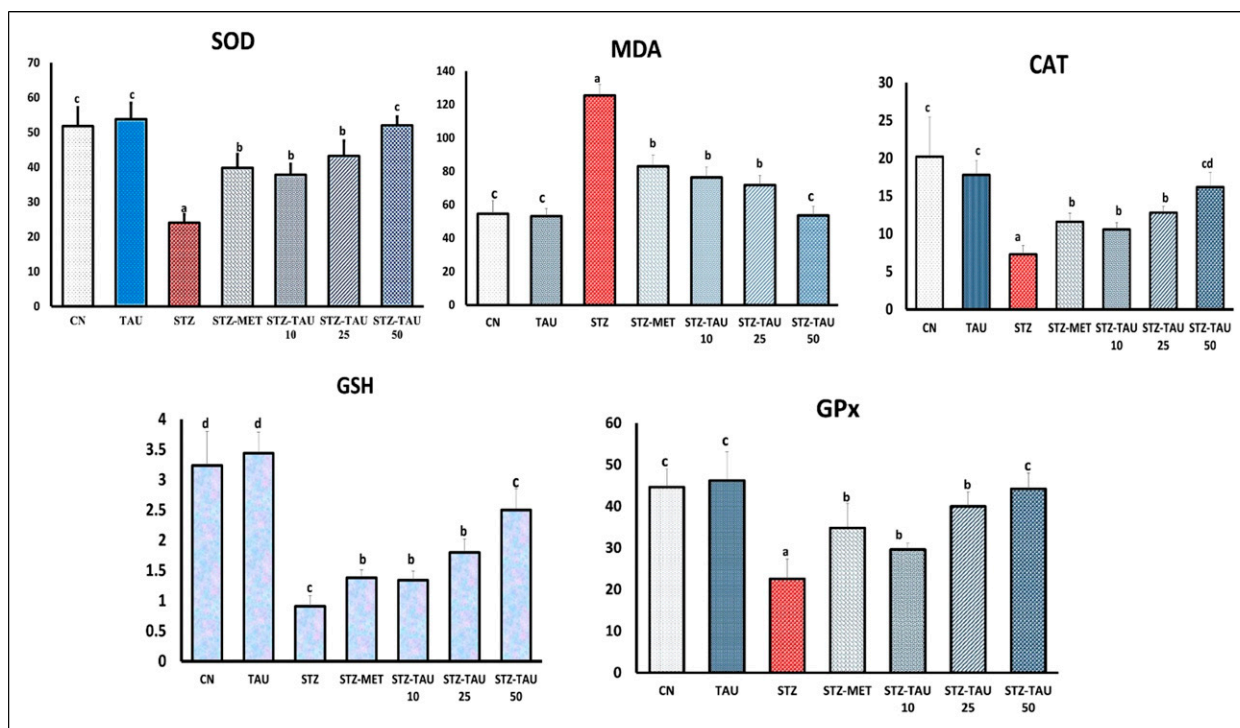 SOD
70
60
50
40
30
20
10
0
c
c
a
b
b
b
c
CN TAU STZ STZ-MET STZ-TAU STZ-TAU STZ-TAU
10 25 50
MDA
140
120
100
80
60
40
20
0
c
c
a
b
b
b
c
CN TAU STZ STZ-MET STZ-TAU STZ-TAU STZ-TAU
10 25 50
CAT
30
25
20
15
10
5
0
c
c
a
b
b
b
cd
CN TAU STZ STZ-MET STZ-TAU STZ-TAU STZ-TAU
10 25 50
GSH
4
3.5
3
2.5
2
1.5
1
0.5
0
d
d
c
b
b
b
c
CN TAU STZ STZ-MET STZ-TAU STZ-TAU STZ-TAU
10 25 50
GPx
60
50
40
30
20
10
0
c
c
a
b
b
b
c
CN TAU STZ STZ-MET STZ-TAU STZ-TAU STZ-TAU
10 25 50